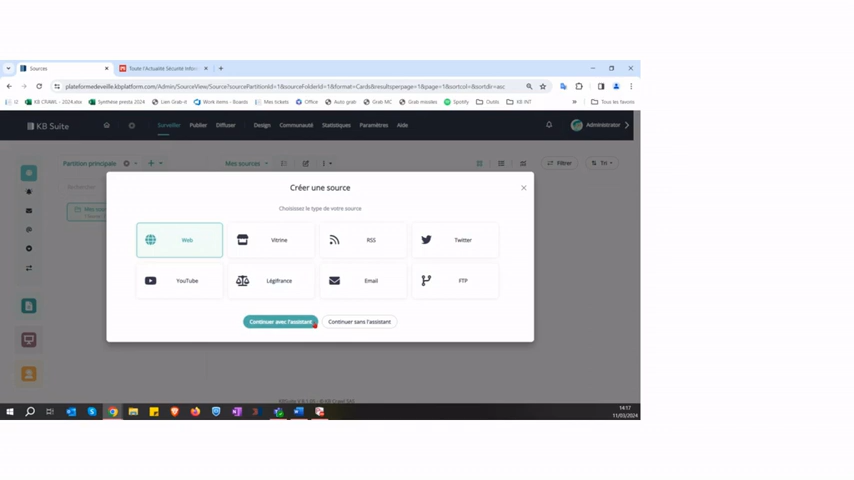 Sources
Toute l'Actualité Sécurité Infor
plateformedeveille.kbplatform.com/Admin/SourceView/Source?sourcePartitionId=1&sourceFolderId=1&format=Cards&resultsperpage=1&page=1&sortcol=&sortdir=asc
KB CRAWL - 2024.xlsx
Synthèse presta 2024
Lien Grab-it
Work items - Boards
Mes tickets
Office
Auto grab
Grab MC
Grab missiles
Spotify
Outils
KB INT
»
Tous les favoris
KB Suite
Surveiller
Publier
Diffuser
Design
Communauté
Statistiques
Paramètres
Aide
Administrator
Partition principale
Mes sources
Filtrer
Tri
Rechercher
Mes sour
Créer une source
Choisissez le type de votre source
Web
Vitrine
RSS
Twitter
YouTube
Légifrance
Email
FTP
Continuer avec l'assistant
Continuer sans l'assistant
14:17
11/03/2024